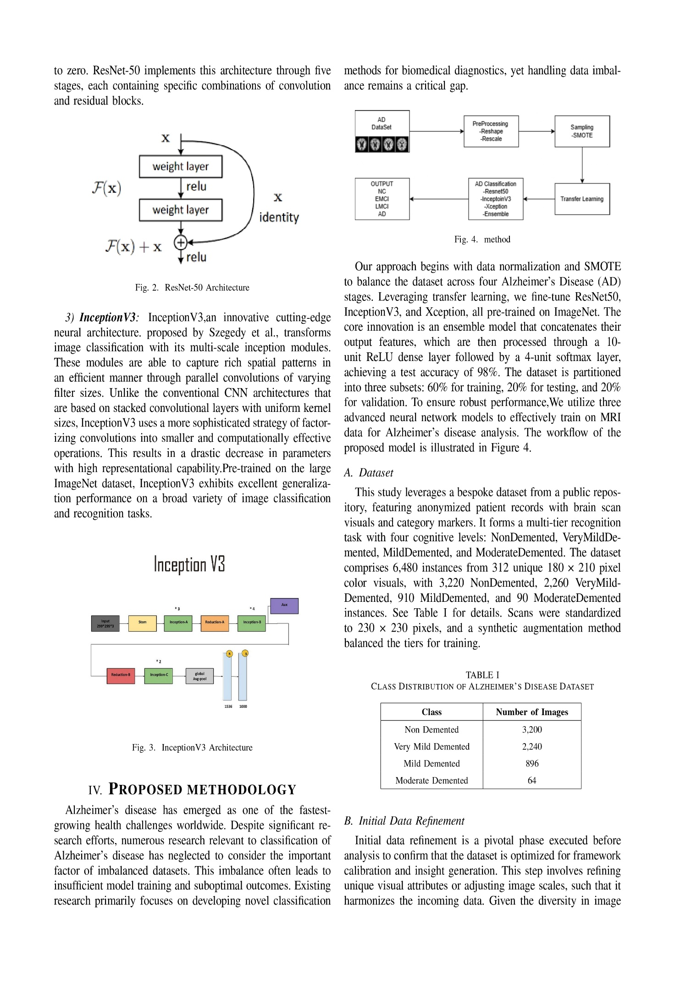 to zero. ResNet-50 implements this architecture through five
stages, each containing specific combinations of convolution
and residual blocks.
x
weight layer
F(x)
relu
x
weight layer
identity
F(x) + x
+
relu
Fig. 2. ResNet-50 Architecture
3) InceptionV3: InceptionV3,an innovative cutting-edge
neural architecture. proposed by Szegedy et al., transforms
image classification with its multi-scale inception modules.
These modules are able to capture rich spatial patterns in
an efficient manner through parallel convolutions of varying
filter sizes. Unlike the conventional CNN architectures that
are based on stacked convolutional layers with uniform kernel
sizes, InceptionV3 uses a more sophisticated strategy of factor-
izing convolutions into smaller and computationally effective
operations. This results in a drastic decrease in parameters
with high representational capability.Pre-trained on the large
ImageNet dataset, InceptionV3 exhibits excellent generaliza-
tion performance on a broad variety of image classification
and recognition tasks.
Inception V3
Aux
*3
*4
Input
299*299*3
Stem
Inception-A
Reduction-A
Inception-B
R
S
*2
Reduction-B
Inception-C
global
Avg-pool
1536
1000
Fig. 3. InceptionV3 Architecture
IV. PROPOSED METHODOLOGY
Alzheimer's disease has emerged as one of the fastest-
growing health challenges worldwide. Despite significant re-
search efforts, numerous research relevant to classification of
Alzheimer's disease has neglected to consider the important
factor of imbalanced datasets. This imbalance often leads to
insufficient model training and suboptimal outcomes. Existing
research primarily focuses on developing novel classification
methods for biomedical diagnostics, yet handling data imbal-
ance remains a critical gap.
AD
DataSet
PreProcessing
-Reshape
-Rescale
Sampling
-SMOTE
OUTPUT
NC
EMCI
LMCI
AD
AD Classification
-Resnet50
-InceptoinV3
-Xception
-Ensemble
Transfer Learning
Fig. 4. method
Our approach begins with data normalization and SMOTE
to balance the dataset across four Alzheimer's Disease (AD)
stages. Leveraging transfer learning, we fine-tune ResNet50,
InceptionV3, and Xception, all pre-trained on ImageNet. The
core innovation is an ensemble model that concatenates their
output features, which are then processed through a 10-
unit ReLU dense layer followed by a 4-unit softmax layer,
achieving a test accuracy of 98%. The dataset is partitioned
into three subsets: 60% for training, 20% for testing, and 20%
for validation. To ensure robust performance,We utilize three
advanced neural network models to effectively train on MRI
data for Alzheimer's disease analysis. The workflow of the
proposed model is illustrated in Figure 4.
A. Dataset
This study leverages a bespoke dataset from a public repos-
itory, featuring anonymized patient records with brain scan
visuals and category markers. It forms a multi-tier recognition
task with four cognitive levels: NonDemented, VeryMildDe-
mented, MildDemented, and ModerateDemented. The dataset
comprises 6,480 instances from 312 unique 180 × 210 pixel
color visuals, with 3,220 NonDemented, 2,260 VeryMild-
Demented, 910 MildDemented, and 90 ModerateDemented
instances. See Table I for details. Scans were standardized
to 230 × 230 pixels, and a synthetic augmentation method
balanced the tiers for training.
TABLE I
CLASS DISTRIBUTION OF ALZHEIMER'S DISEASE DATASET
Class Number of Images
Non Demented 3,200
Very Mild Demented 2,240
Mild Demented 896
Moderate Demented 64
B. Initial Data Refinement
Initial data refinement is a pivotal phase executed before
analysis to confirm that the dataset is optimized for framework
calibration and insight generation. This step involves refining
unique visual attributes or adjusting image scales, such that it
harmonizes the incoming data. Given the diversity in image